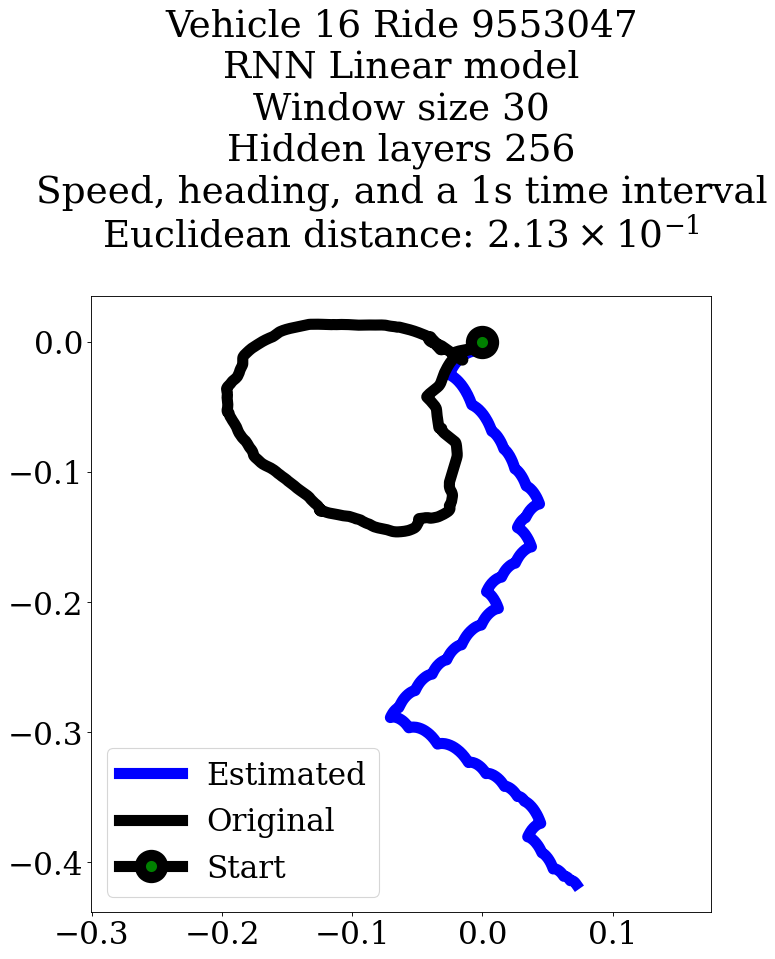 Vehicle 16 Ride 9553047
RNN Linear model
Window size 30
Hidden layers 256
Speed, heading, and a 1s time interval
Euclidean distance: 2.13 × 10⁻¹
0.0
−0.1
−0.2
−0.3
−0.4
Estimated
Original
Start
−0.3 −0.2 −0.1 0.0 0.1